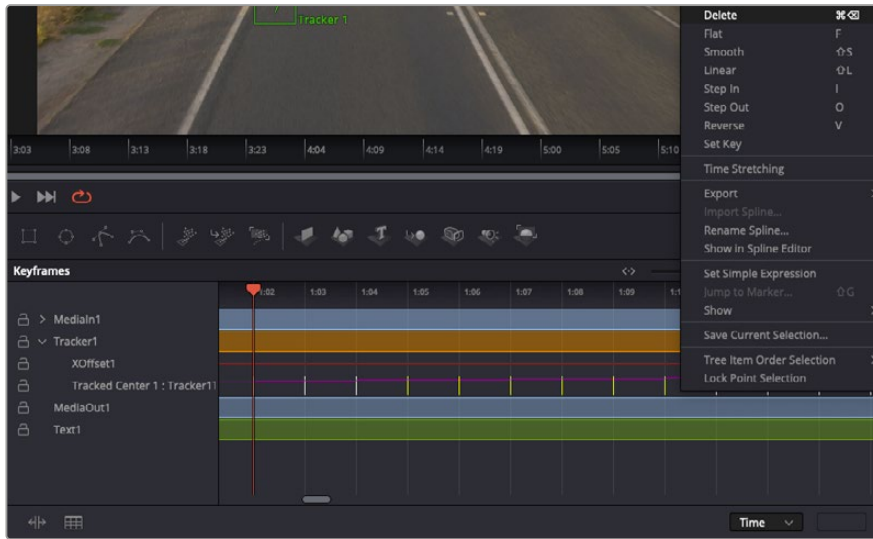 Tracker 1
Delete ⌘⌫
Flat F
Smooth ⇧S
Linear ⇧L
Step In I
Step Out O
Reverse V
Set Key
Time Stretching
Export
Import Spline...
Rename Spline...
Show in Spline Editor
Set Simple Expression
Jump to Marker... ⇧G
Show
Save Current Selection...
Tree Item Order Selection
Lock Point Selection
3:03 3:08 3:13 3:18 3:23 4:04 4:09 4:14 4:19 5:00 5:05 5:10
Keyframes
1:02 1:03 1:04 1:05 1:06 1:07 1:08 1:09
MediaIn1
Tracker1
XOffset1
Tracked Center 1 : Tracker11
MediaOut1
Text1
Time